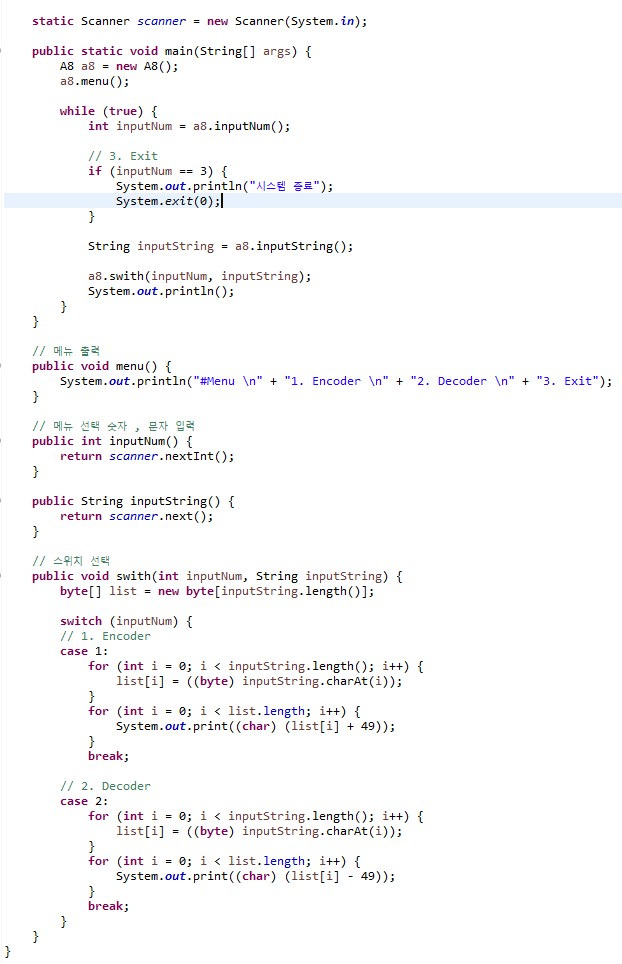 static Scanner scanner = new Scanner(System.in);
public static void main(String[] args) {
A8 a8 = new A8();
a8.menu();
while (true) {
int inputNum = a8.inputNum();
// 3. Exit
if (inputNum == 3) {
System.out.println("시스템 종료");
System.exit(0);
}
String inputString = a8.inputString();
a8.swith(inputNum, inputString);
System.out.println();
}
}
// 메뉴 출력
public void menu() {
System.out.println("#Menu \n" + "1. Encoder \n" + "2. Decoder \n" + "3. Exit");
}
// 메뉴 선택 숫자 , 문자 입력
public int inputNum() {
return scanner.nextInt();
}
public String inputString() {
return scanner.next();
}
// 스위치 선택
public void swith(int inputNum, String inputString) {
byte[] list = new byte[inputString.length()];
switch (inputNum) {
// 1. Encoder
case 1:
for (int i = 0; i < inputString.length(); i++) {
list[i] = ((byte) inputString.charAt(i));
}
for (int i = 0; i < list.length; i++) {
System.out.print((char) (list[i] + 49));
}
break;
// 2. Decoder
case 2:
for (int i = 0; i < inputString.length(); i++) {
list[i] = ((byte) inputString.charAt(i));
}
for (int i = 0; i < list.length; i++) {
System.out.print((char) (list[i] - 49));
}
break;
}
}
}